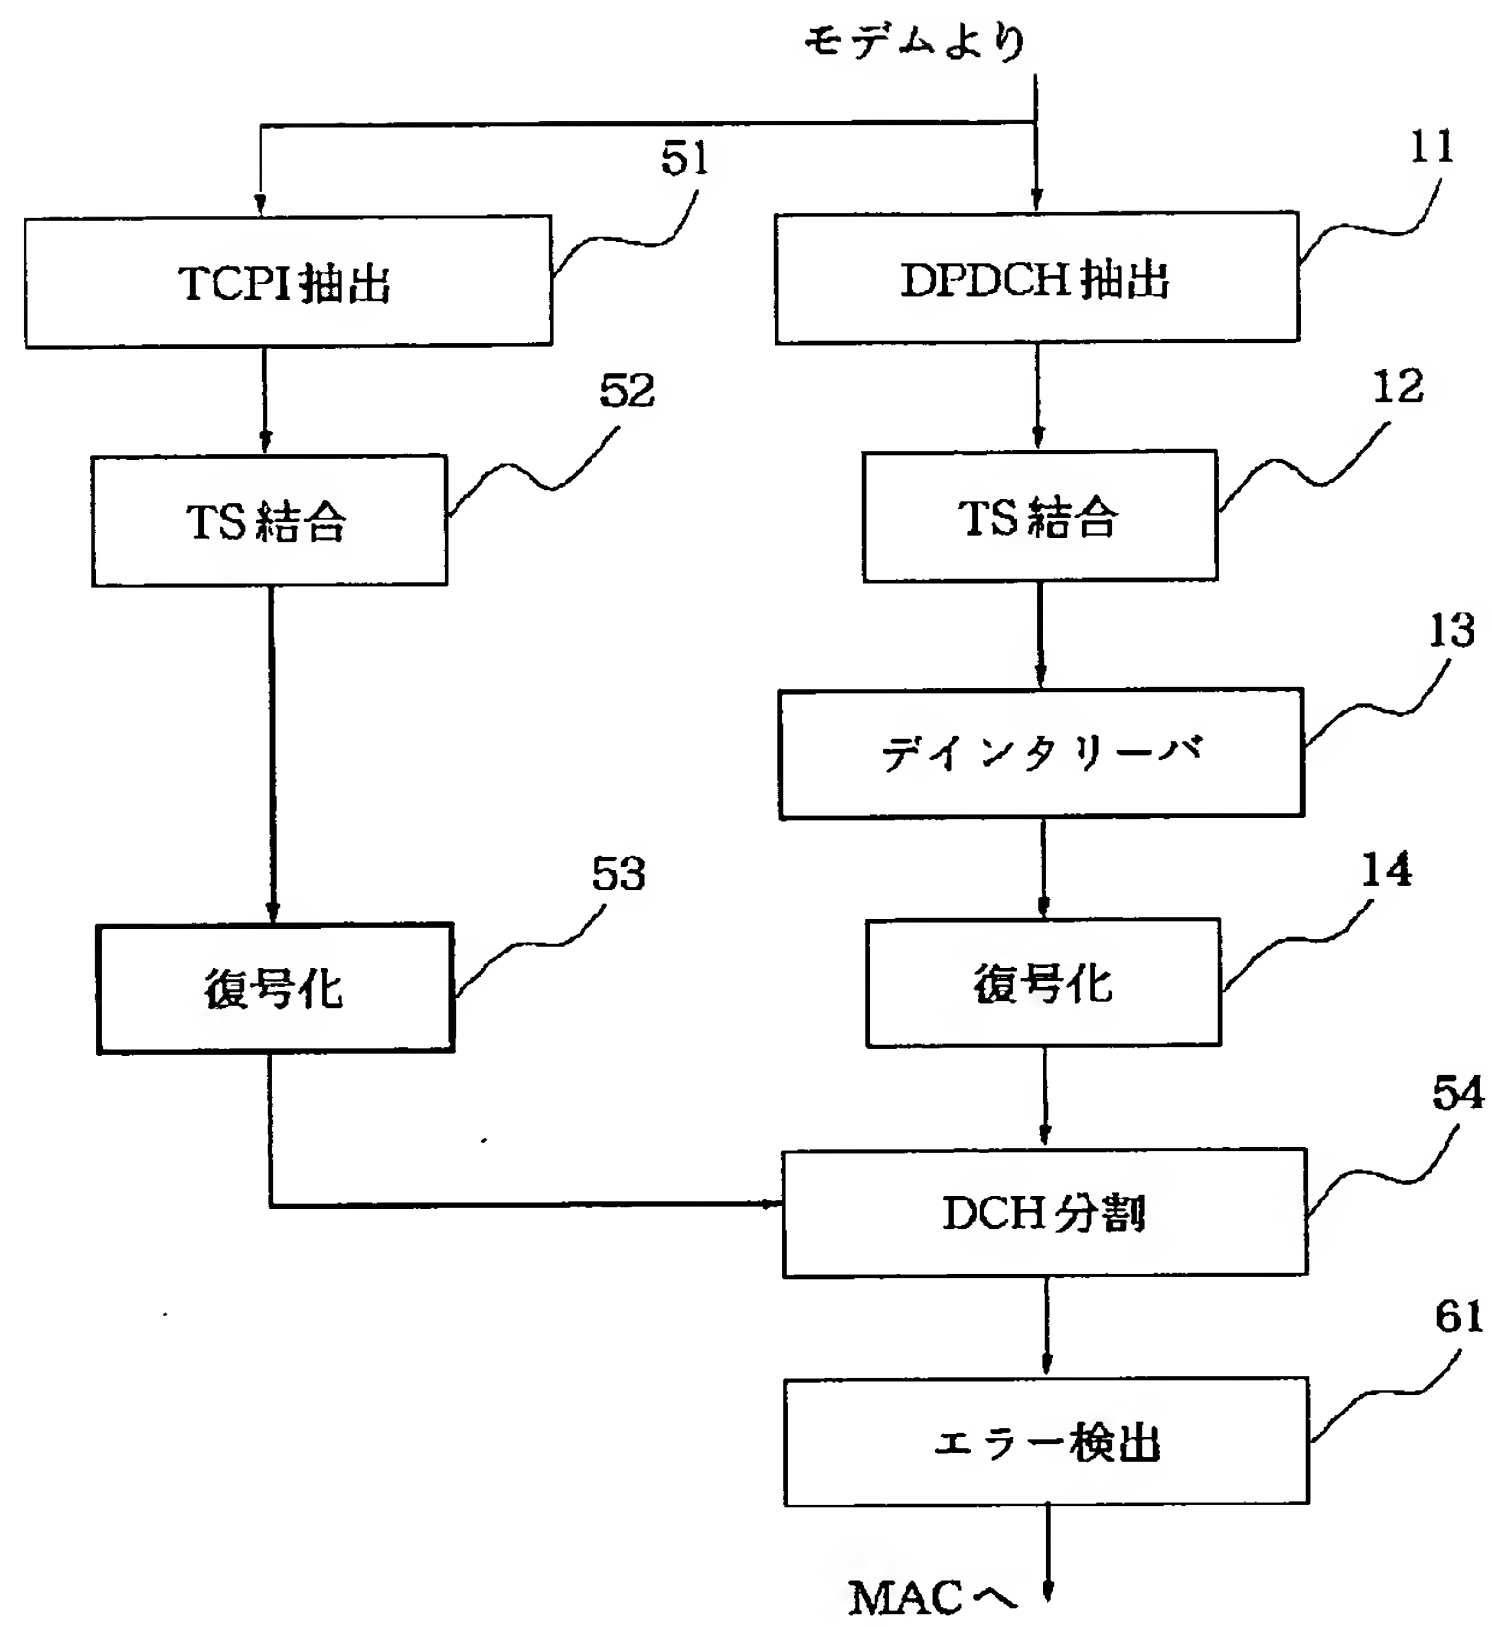 モデムより
51
11
TCPI抽出
DPDCH抽出
52
12
TS結合
TS結合
13
デインタリーバ
53
14
復号化
復号化
54
DCH分割
61
エラー検出
MACへ